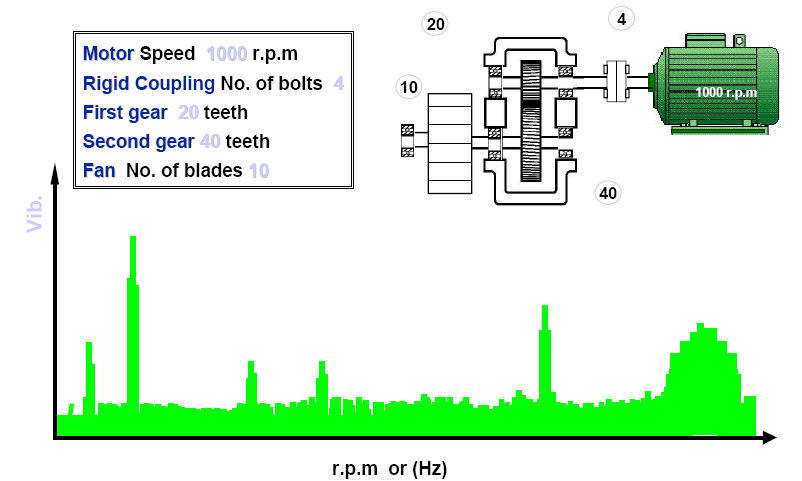 Motor Speed 1000 r.p.m
Rigid Coupling No. of bolts 4
First gear 20 teeth
Second gear 40 teeth
Fan No. of blades 10
20
4
10
1000 r.p.m
40
Vib.
r.p.m or (Hz)